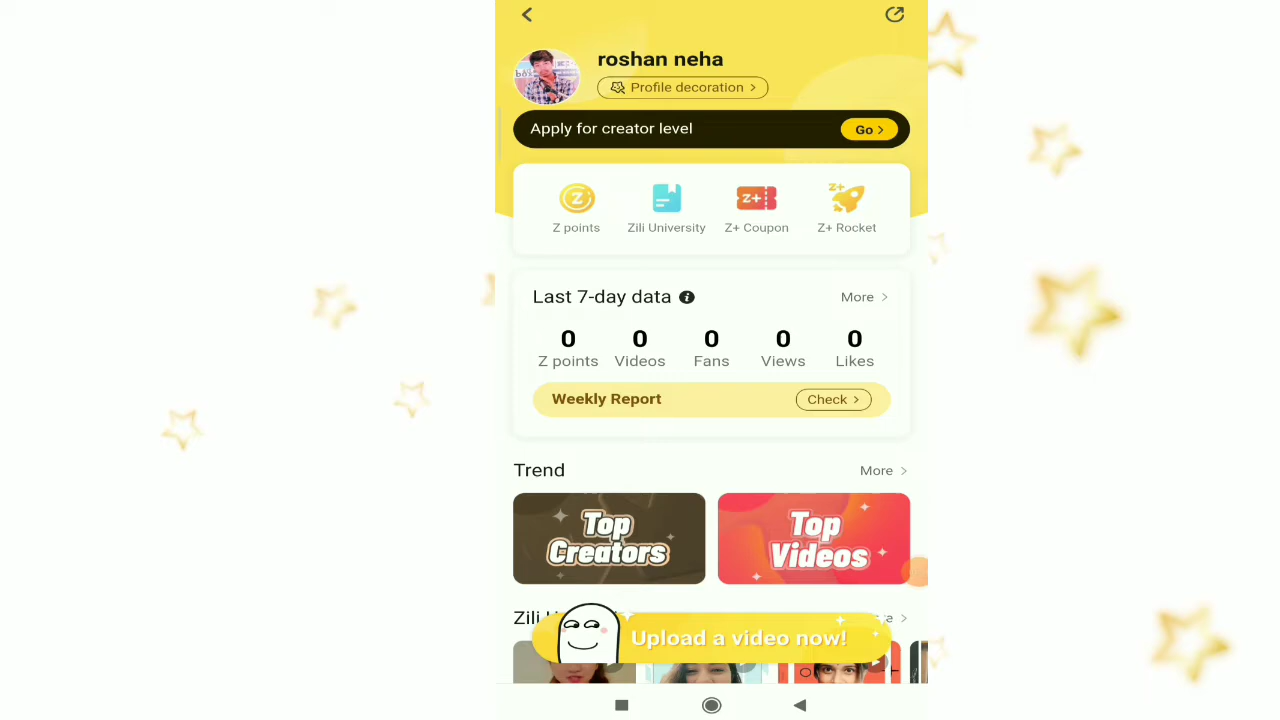 roshan neha
Profile decoration
Apply for creator level
Go
Z points
Zili University
Z+ Coupon
Z+ Rocket
Last 7-day data
More
0 0 0 0 0
Z points Videos Fans Views Likes
Weekly Report
Check
Trend
More
Top
Creators
Top
Videos
Zili
Upload a video now!